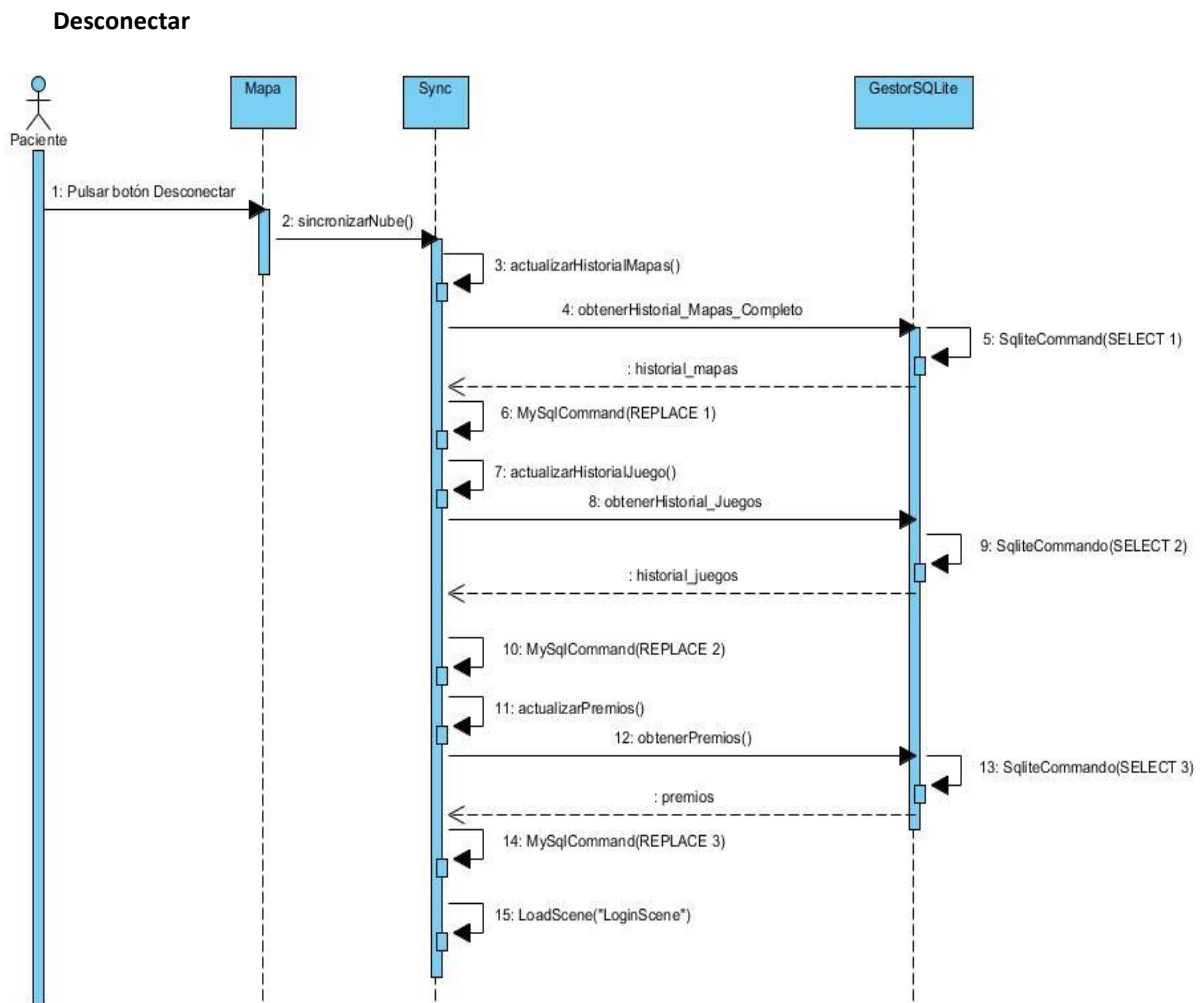 Desconectar
Mapa
Sync
GestorSQLite
Paciente
1: Pulsar botón Desconectar
2: sincronizarNube()
3: actualizarHistorialMapas()
4: obtenerHistorial_Mapas_Completo
5: SqliteCommand(SELECT 1)
: historial_mapas
6: MySqlCommand(REPLACE 1)
7: actualizarHistorialJuego()
8: obtenerHistorial_Juegos
9: SqliteCommando(SELECT 2)
: historial_juegos
10: MySqlCommand(REPLACE 2)
11: actualizarPremios()
12: obtenerPremios()
13: SqliteCommando(SELECT 3)
: premios
14: MySqlCommand(REPLACE 3)
15: LoadScene("LoginScene")